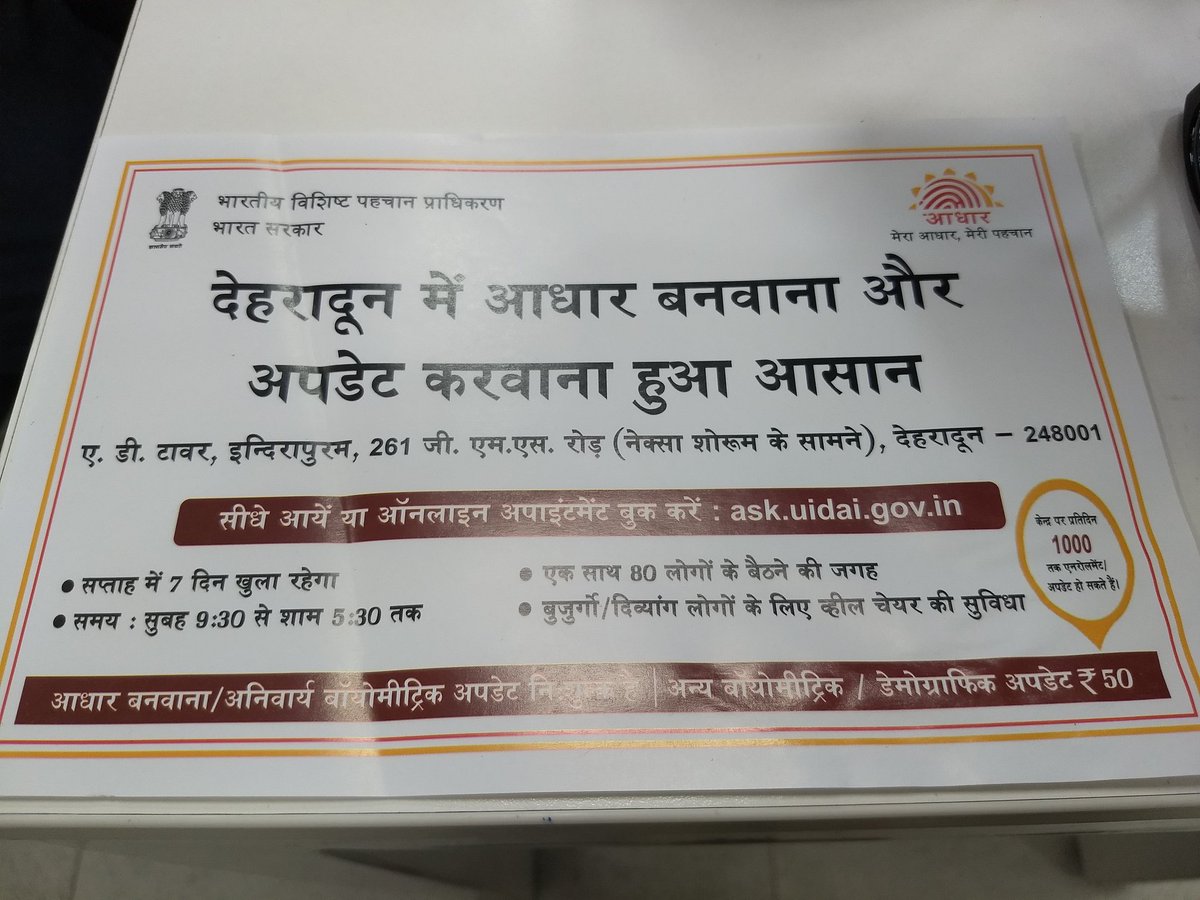 भारतीय विशिष्ट पहचान प्राधिकरण
भारत सरकार
आधार
मेरा आधार, मेरी पहचान
देहरादून में आधार बनवाना और
अपडेट करवाना हुआ आसान
ए. डी. टावर, इन्दिरापुरम, 261 जी. एम.एस. रोड़ (नेक्सा शोरूम के सामने), देहरादून – 248001
सीधे आयें या ऑनलाइन अपाइंटमेंट बुक करें : ask.uidai.gov.in
केन्द्र पर प्रतिदिन
1000
तक एनरोलमेंट/
अपडेट हो सकते हैं।
• सप्ताह में 7 दिन खुला रहेगा
• समय : सुबह 9:30 से शाम 5:30 तक
• एक साथ 80 लोगों के बैठने की जगह
• बुजुर्गो/दिव्यांग लोगों के लिए व्हील चेयर की सुविधा
आधार बनवाना/अनिवार्य बॉयोमीट्रिक अपडेट | अन्य बॉयोमीट्रिक / डेमोग्राफिक अपडेट ₹ 50